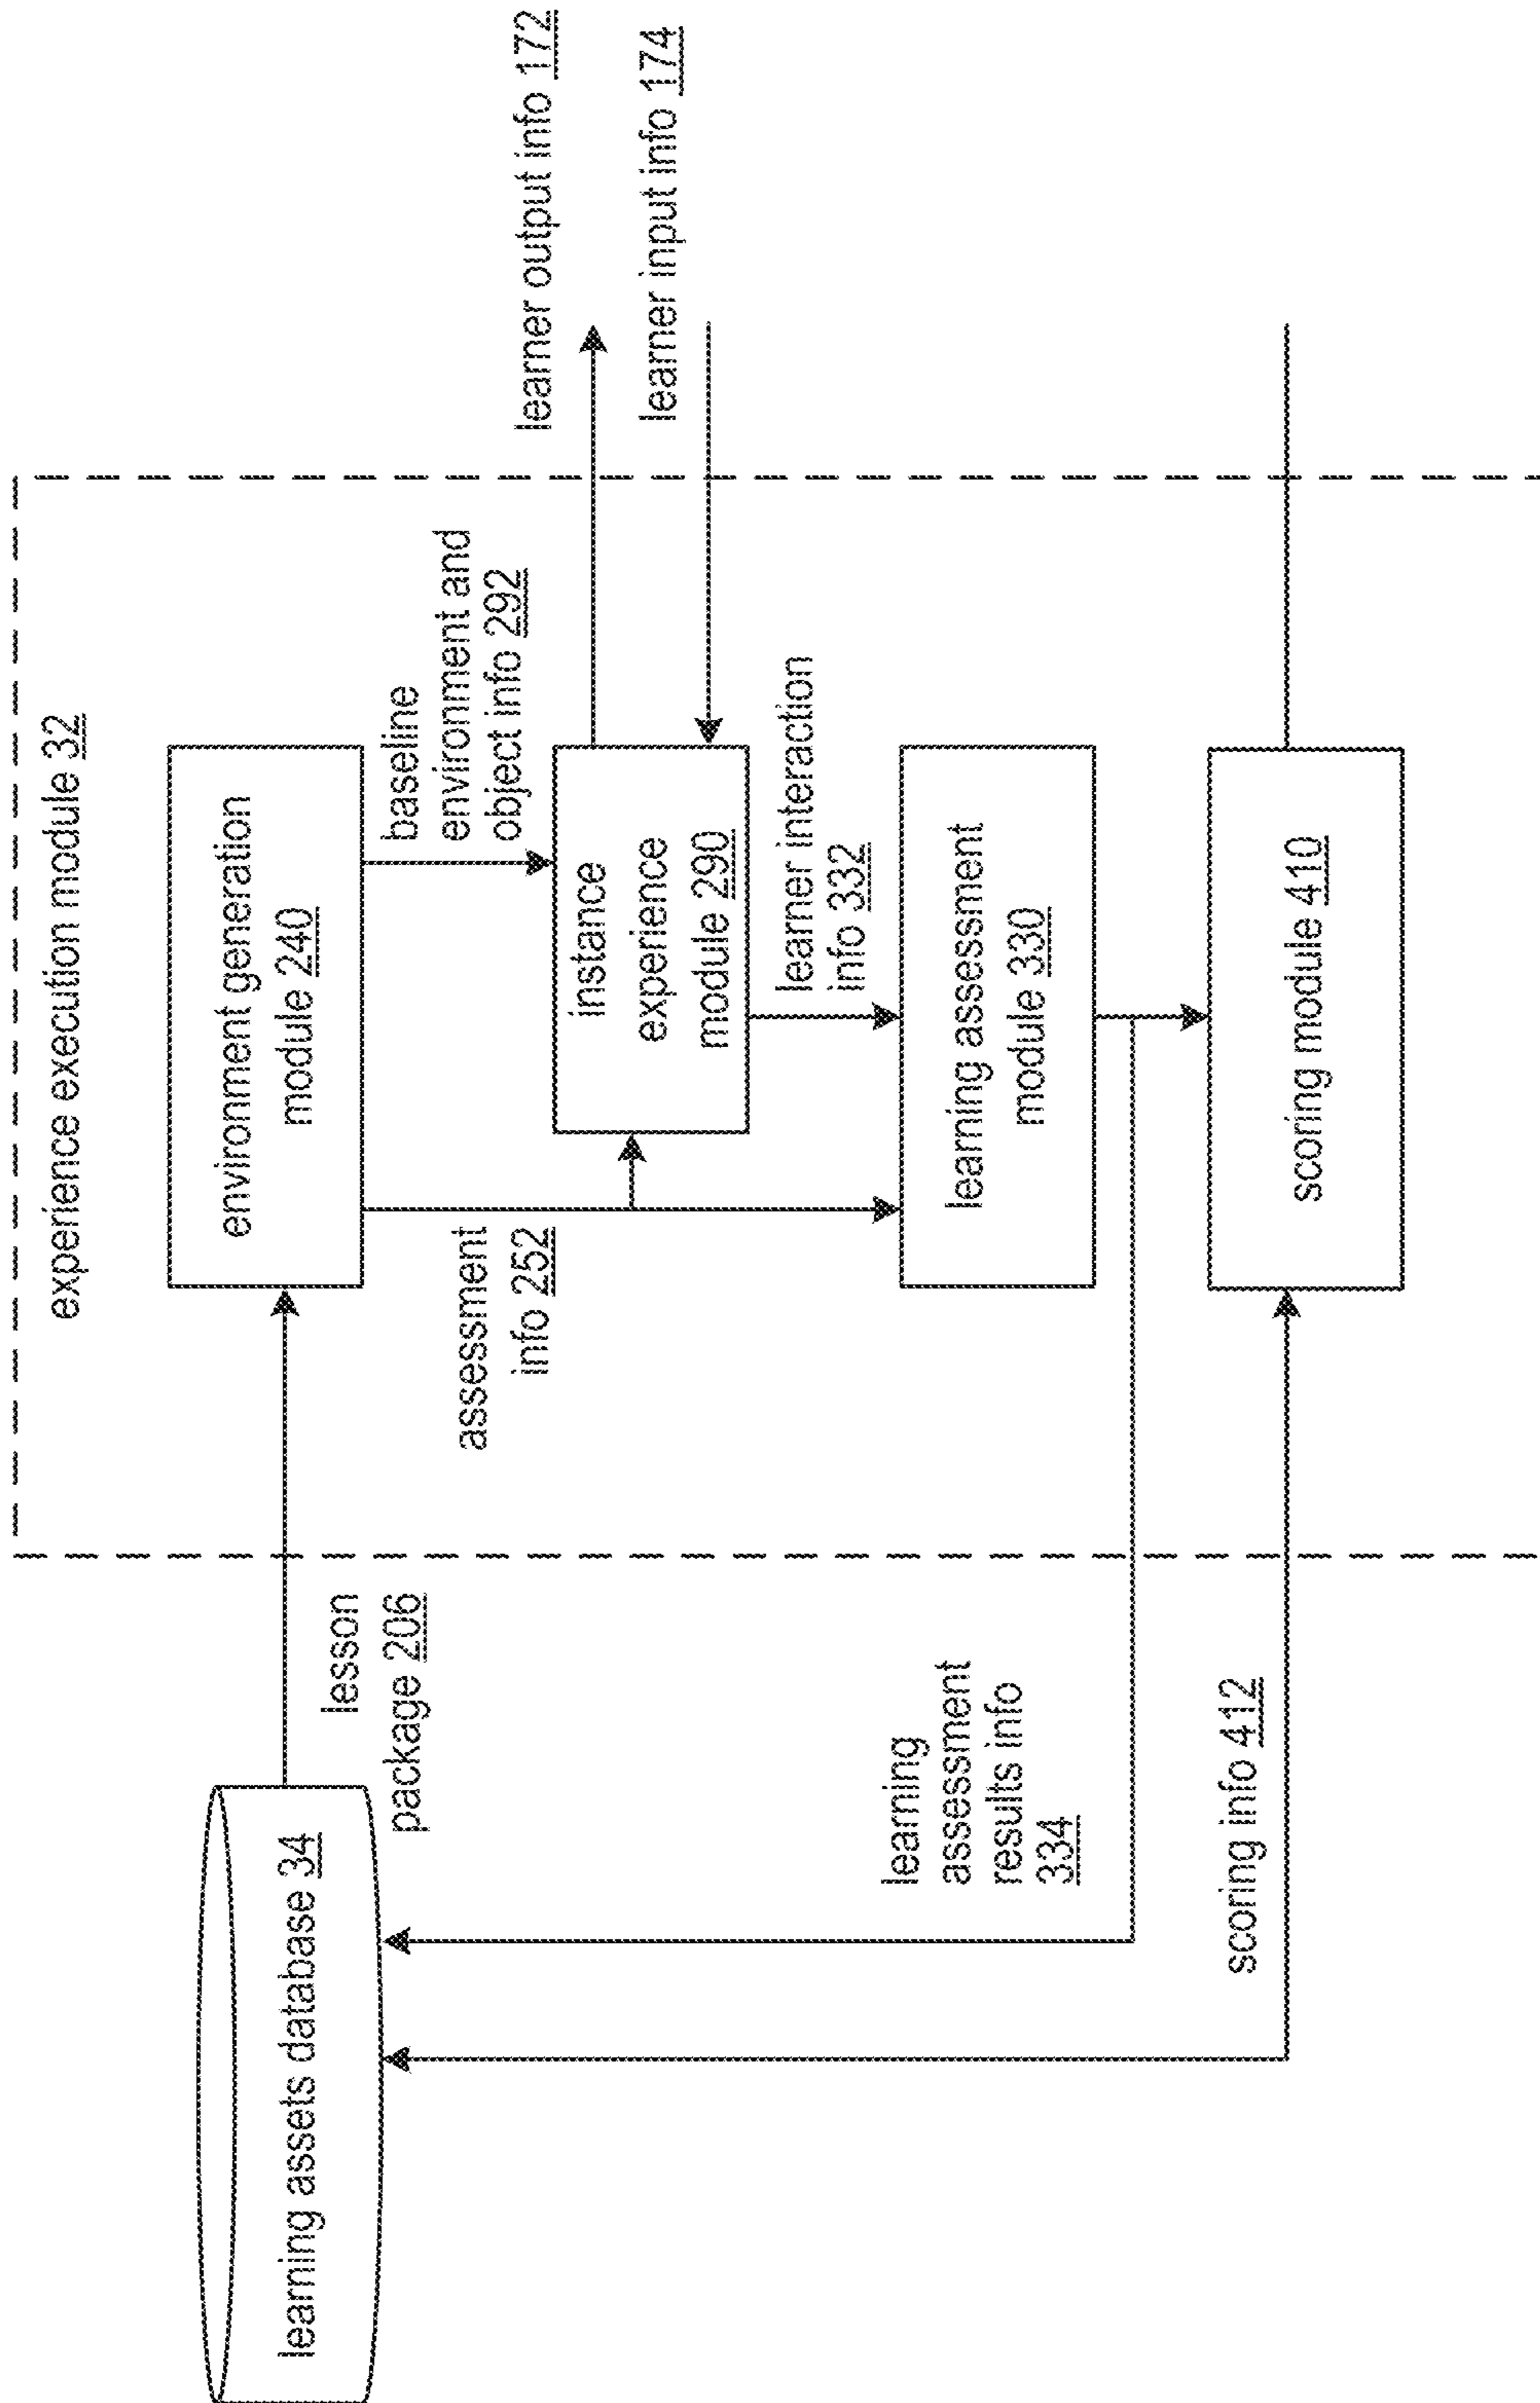 experience execution module 32
learning assets database 34
lesson
package 206
environment generation
module 240
assessment
info 252
baseline
environment and
object info 292
instance
experience
module 290
learner output info 172
learner input info 174
learner interaction
info 332
learning assessment
module 330
learning
assessment
results info
334
scoring info 412
scoring module 410